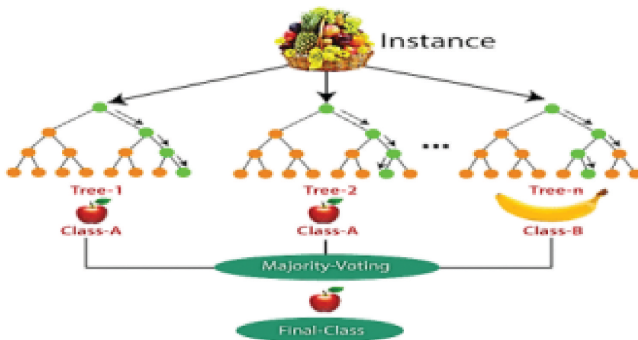 Instance
...
Tree-1
Tree-2
Tree-n
Class-A
Class-A
Class-B
Majority-Voting
Final-Class